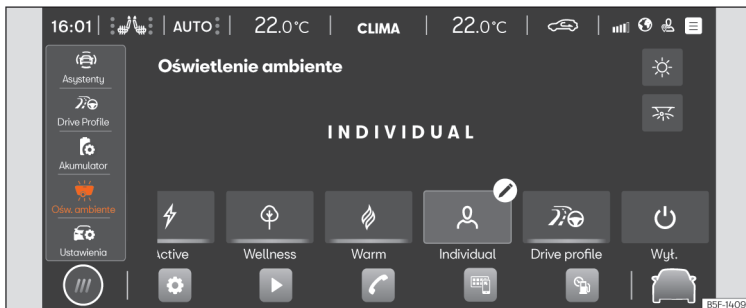 16:01 AUTO 22.0°C CLIMA 22.0°C
Asystenty
Drive Profile
Akumulator
Ośw. ambiente
Ustawienia
Oświetlenie ambiente
INDIVIDUAL
Active Wellness Warm Individual Drive profile Wył.
B5F-1409